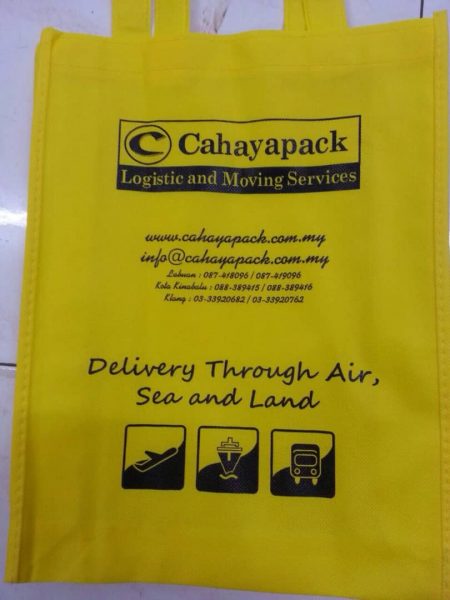 Cahayapack
Logistic and Moving Services
www.cahayapack.com.my
info@cahayapack.com.my
Labuan : 087-418096 / 087-419096
Kota Kinabalu : 088-389415 / 088-389416
Klang : 03-33920682 / 03-33920762
Delivery Through Air,
Sea and Land